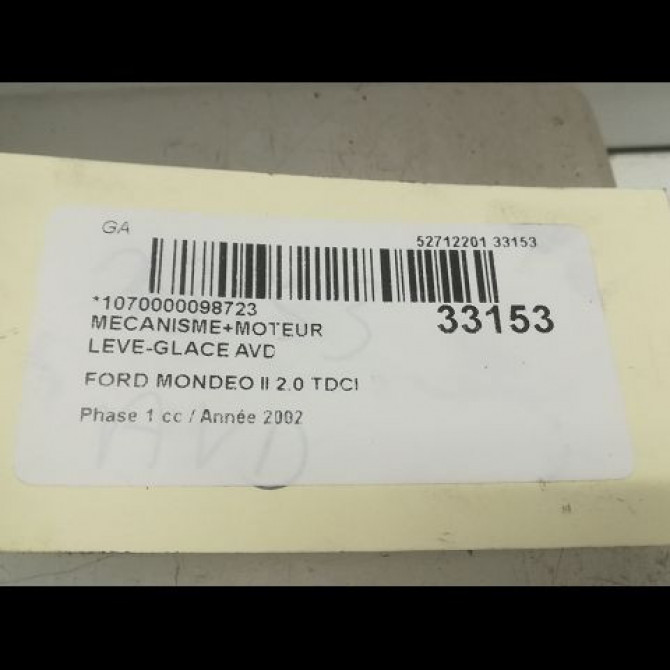 GA
52712201 33153
*1070000098723
33153
MECANISME+MOTEUR
LEVE-GLACE AVD
FORD MONDEO II 2.0 TDCI
Phase 1 cc / Année 2002
AVD